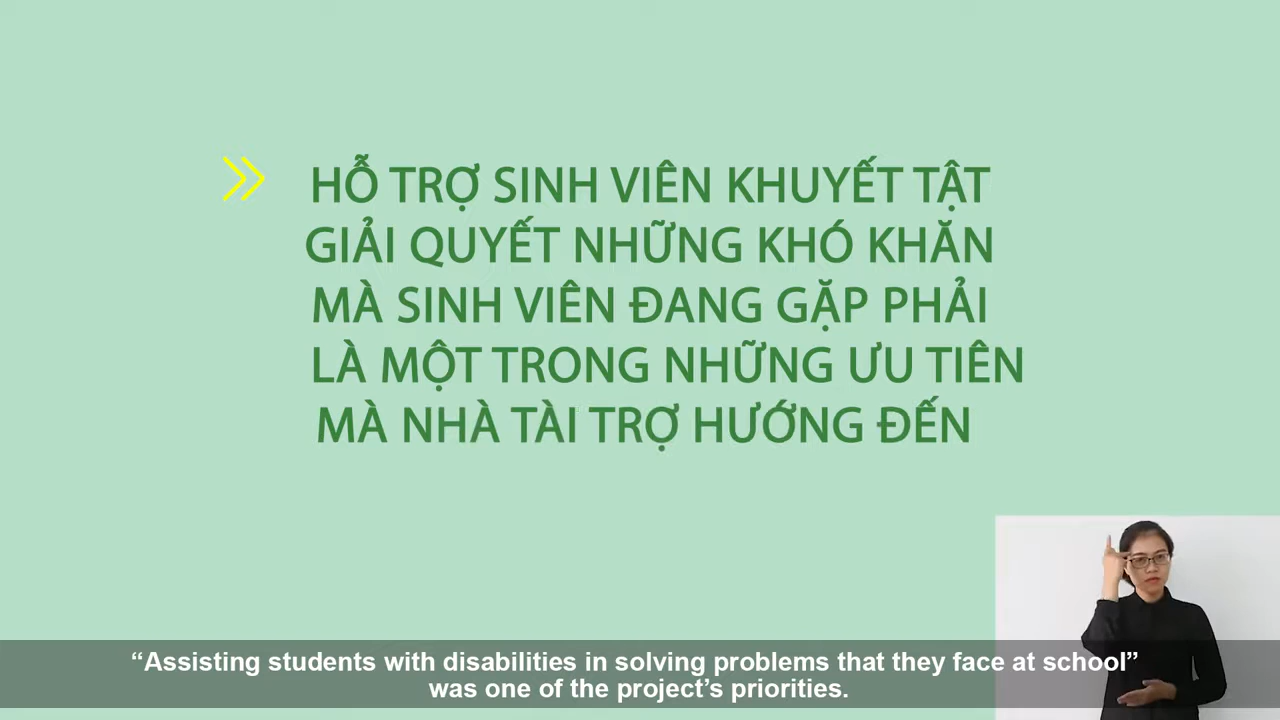 HỖ TRỢ SINH VIÊN KHUYẾT TẬT
GIẢI QUYẾT NHỮNG KHÓ KHĂN
MÀ SINH VIÊN ĐANG GẶP PHẢI
LÀ MỘT TRONG NHỮNG ƯU TIÊN
MÀ NHÀ TÀI TRỢ HƯỚNG ĐẾN
“Assisting students with disabilities in solving problems that they face at school”
was one of the project’s priorities.